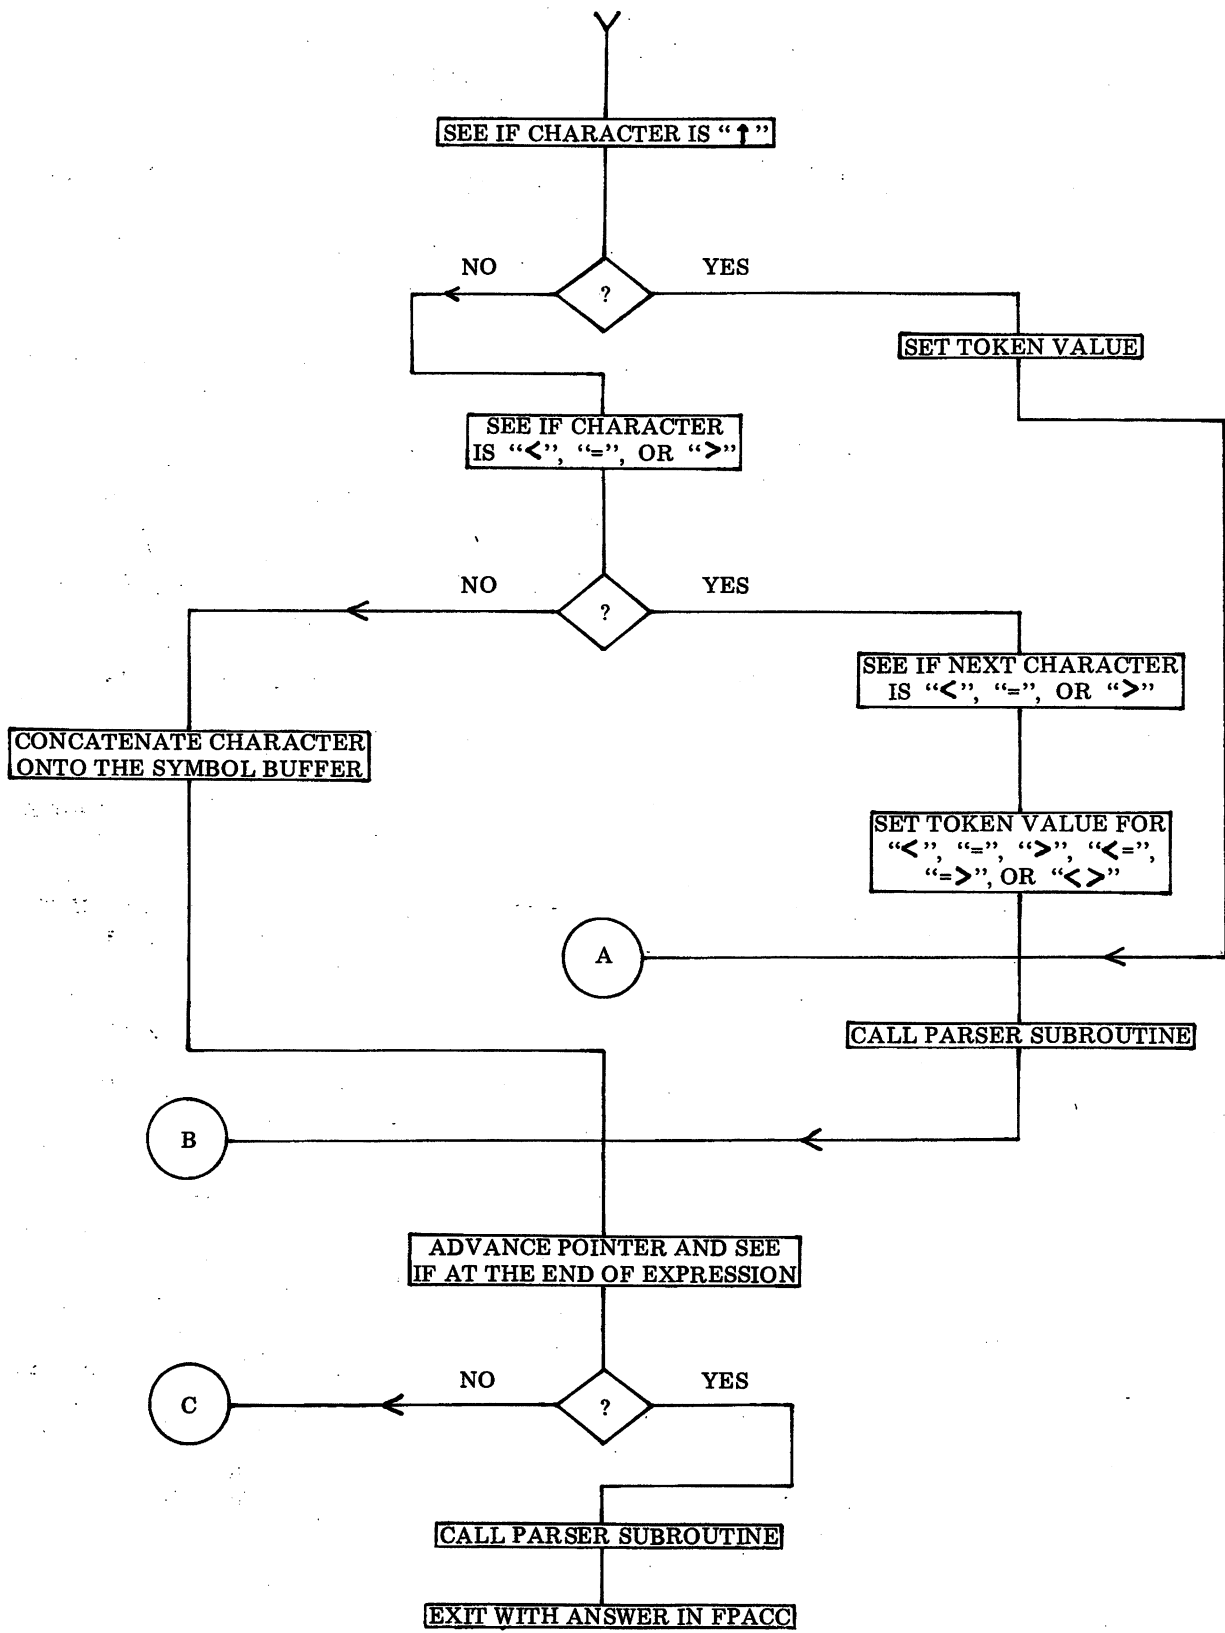 SEE IF CHARACTER IS “↑”
NO
YES
?
SET TOKEN VALUE
SEE IF CHARACTER
IS “<”, “=”, OR “>”
NO
YES
?
SEE IF NEXT CHARACTER
IS “<”, “=”, OR “>”
CONCATENATE CHARACTER
ONTO THE SYMBOL BUFFER
SET TOKEN VALUE FOR
“<”, “=”, “>”, “<=”,
“=>”, OR “<>”
A
CALL PARSER SUBROUTINE
B
ADVANCE POINTER AND SEE
IF AT THE END OF EXPRESSION
NO
YES
C
?
CALL PARSER SUBROUTINE
EXIT WITH ANSWER IN FPACC